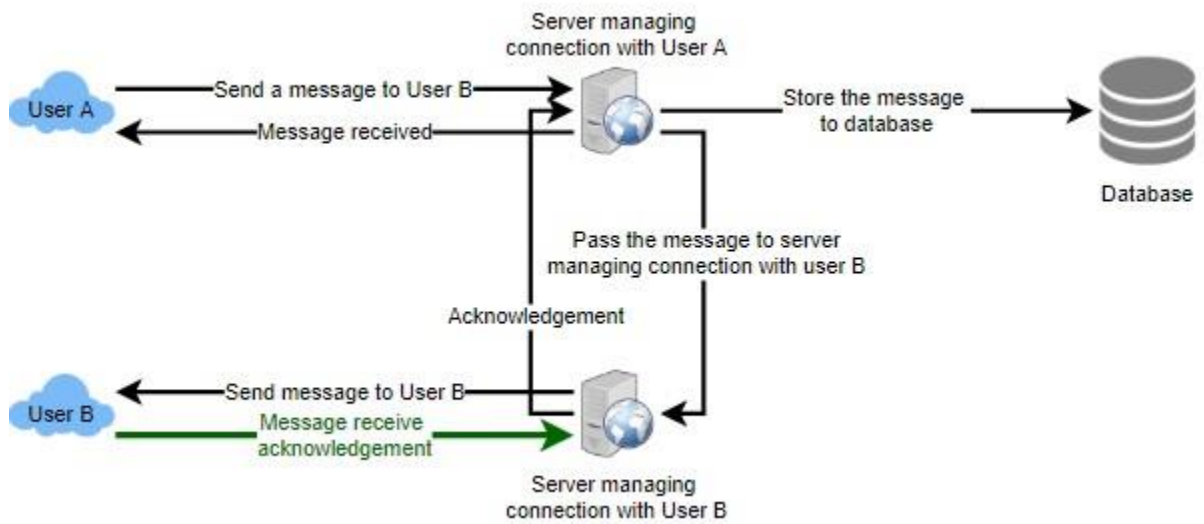 Server managing
connection with User A
User A
Send a message to User B
Message received
Store the message
to database
Database
Pass the message to server
managing connection with user B
Acknowledgement
User B
Send message to User B
Message receive
acknowledgement
Server managing
connection with User B